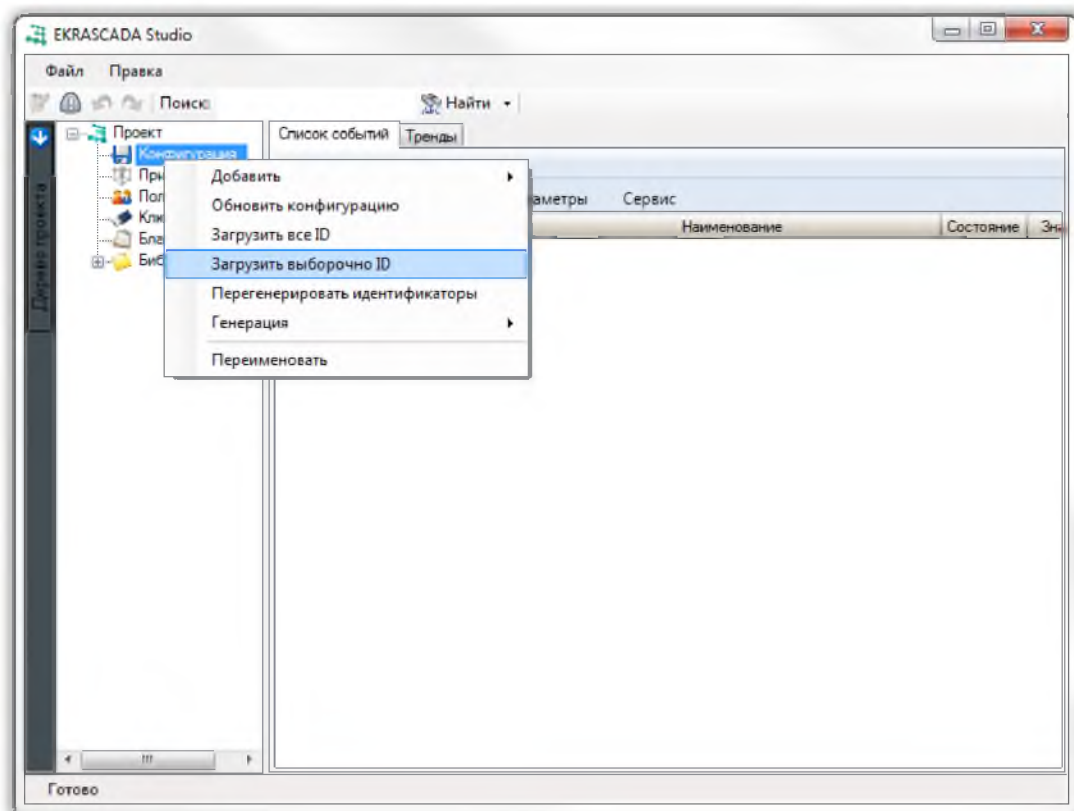 EKRASCADA Studio
Файл Правка
Поиск: Найти
Проект
Список событий Тренды
Конфигурация
Добавить
Обновить конфигурацию
Загрузить все ID
Загрузить выборочно ID
Перегенерировать идентификаторы
Генерация
Переименовать
Сервис
Наименование Состояние
Дерево проекта
Готово